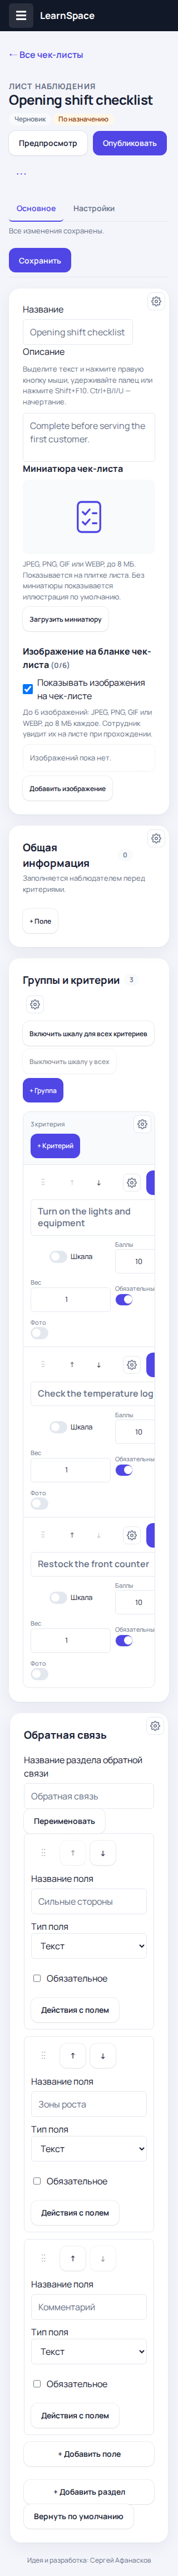 LearnSpace
← Все чек-листы
ЛИСТ НАБЛЮДЕНИЯ
Opening shift checklist
Черновик По назначению
Предпросмотр Опубликовать
...
Основное Настройки
Все изменения сохранены.
Сохранить
Название
Opening shift checklist
Описание
Выделите текст и нажмите правую
кнопку мыши, удерживайте палец или
нажмите Shift+F10. Ctrl+B/I/U —
начертание.
Complete before serving the
first customer.
Миниатюра чек-листа
JPEG, PNG, GIF или WEBP, до 8 МБ.
Показывается на плитке листа. Без
миниатюры показывается
иллюстрация по умолчанию.
Загрузить миниатюру
Изображение на бланке чек-
листа (0/6)
Показывать изображения
на чек-листе
До 6 изображений: JPEG, PNG, GIF или
WEBP, до 8 МБ каждое. Сотрудник
увидит их на листе при прохождении.
Изображения пока нет.
Добавить изображение
Общая
информация
0
Заполняется наблюдателем перед
критериями.
+ Поле
Группы и критерии 3
Включить шкалу для всех критериев
Выключить шкалу у всех
+ Группа
3 критерия
+ Критерий
↑ ↓
Turn on the lights and
equipment
Шкала
Баллы
10
Вес
1
Обязательны
Фото
↑ ↓
Check the temperature log
Шкала
Баллы
10
Вес
1
Обязательны
Фото
↑ ↓
Restock the front counter
Шкала
Баллы
10
Вес
1
Обязательны
Фото
Обратная связь
Название раздела обратной
связи
Обратная связь
Переименовать
↑ ↓
Название поля
Сильные стороны
Тип поля
Текст
Обязательное
Действия с полем
↑ ↓
Название поля
Зоны роста
Тип поля
Текст
Обязательное
Действия с полем
↑ ↓
Название поля
Комментарий
Тип поля
Текст
Обязательное
Действия с полем
+ Добавить поле
+ Добавить раздел
Вернуть по умолчанию
Идея и разработка: Сергей Афанасков